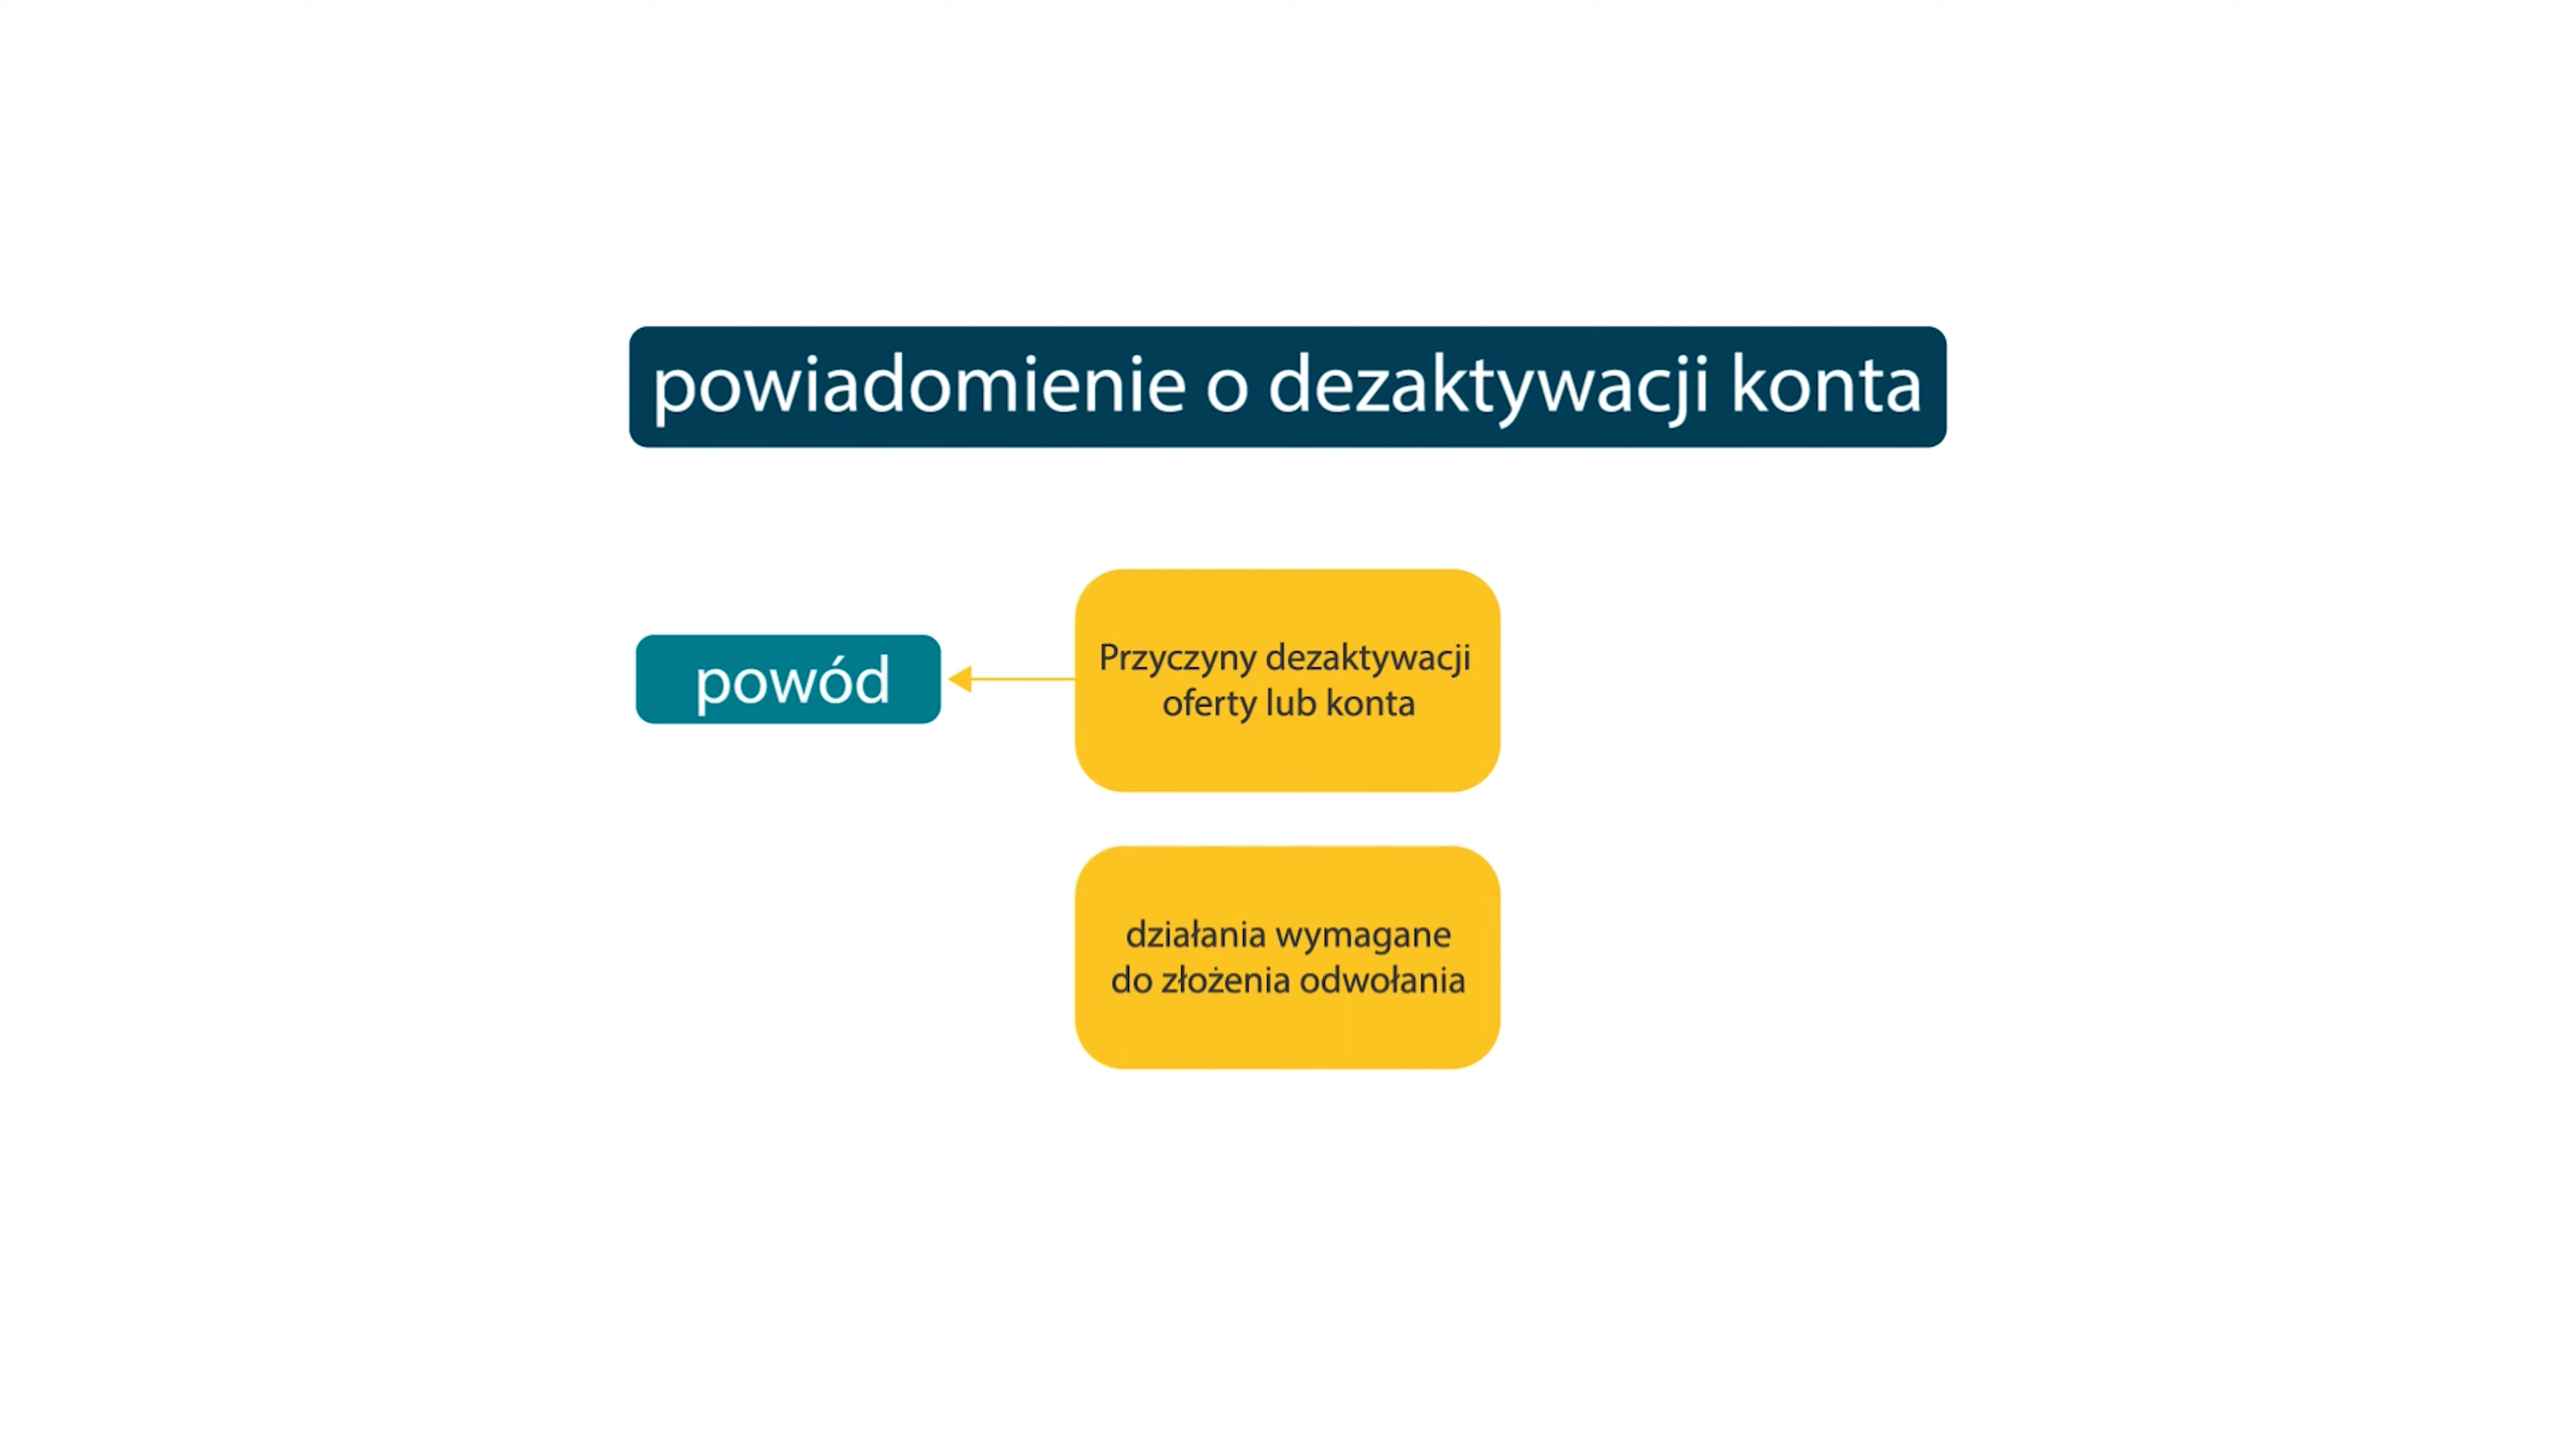 powiadomienie o dezaktywacji konta
powód
Przyczyny dezaktywacji
oferty lub konta
działania wymagane
do złożenia odwołania